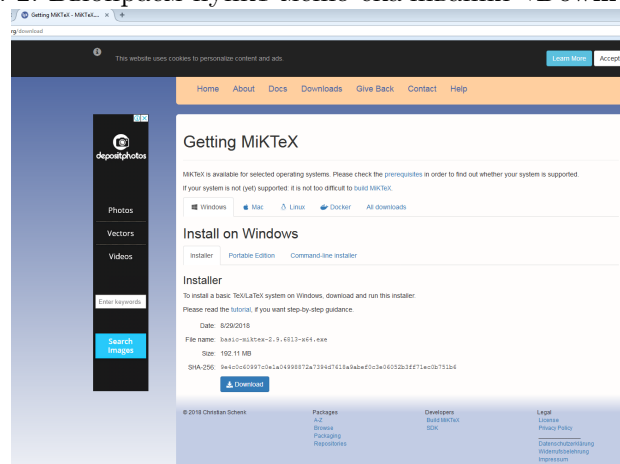 Getting MiKTeX - MiKTeX...
rg/download
This website uses cookies to personalize content and ads.
Learn More
Accept
Home About Docs Downloads Give Back Contact Help
depositphotos
Photos
Vectors
Videos
Enter keywords
Search Images
Getting MiKTeX
MiKTeX is available for selected operating systems. Please check the prerequisites in order to find out whether your system is supported.
If your system is not (yet) supported: it is not too difficult to build MiKTeX.
Windows Mac Linux Docker All downloads
Install on Windows
Installer Portable Edition Command-line installer
Installer
To install a basic TeX/LaTeX system on Windows, download and run this installer.
Please read the tutorial, if you want step-by-step guidance.
Date: 8/29/2018
File name: basic-miktex-2.9.6813-x64.exe
Size: 192.11 MB
SHA-256:
Download
© 2018 Christian Schenk
Packages
A-Z
Browse
Packaging
Repositories
Developers
Build MiKTeX
SDK
Legal
License
Privacy Policy
Datenschutzerklärung
Widerrufsbelehrung
Impressum